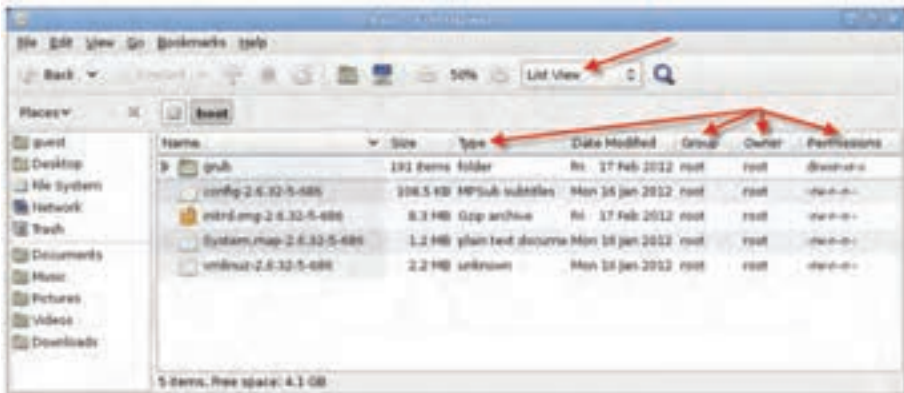 File Edit View Go Bookmarks Help
Back 50% List View
Places boot
Name Size Type Date Modified Group Owner Permissions
guest
Desktop
File System
Network
Trash
Documents
Music
Pictures
Videos
Downloads
grub 191 items folder Fri 17 Feb 2012 root root
config-2.6.32-5-686 106.5 KB MPSub subtitles Mon 16 Jan 2012 root root
initrd.img-2.6.32-5-686 8.3 MB Gzip archive Fri 17 Feb 2012 root root
System.map-2.6.32-5-686 1.2 MB plain text docume Mon 16 Jan 2012 root root
vmlinuz-2.6.32-5-686 2.2 MB unknown Mon 16 Jan 2012 root root
5 items, Free space: 4.1 GB